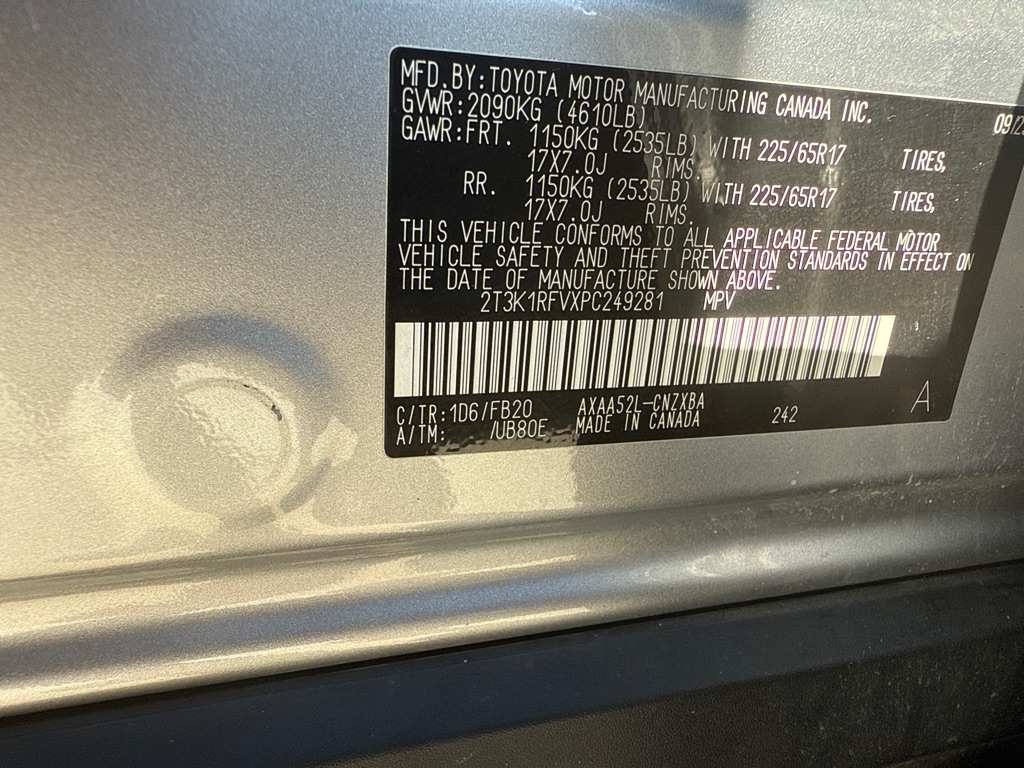 MFD.BY:TOYOTA MOTOR MANUFACTURING CANADA INC.
GVWR:2090KG (4610LB) 09/20
GAWR:FRT. 1150KG (2535LB) WITH 225/65R17 TIRES,
17X7.0J RIMS,
RR. 1150KG (2535LB) WITH 225/65R17 TIRES,
17X7.0J RIMS,
THIS VEHICLE CONFORMS TO ALL APPLICABLE FEDERAL MOTOR
VEHICLE SAFETY AND THEFT PREVENTION STANDARDS IN EFFECT ON
THE DATE OF MANUFACTURE SHOWN ABOVE.
2T3K1RFVXPC249281 MPV
C/TR:1D6/FB20 AXAA52L-CNZXBA 242 A
A/TM: /UB80E MADE IN CANADA